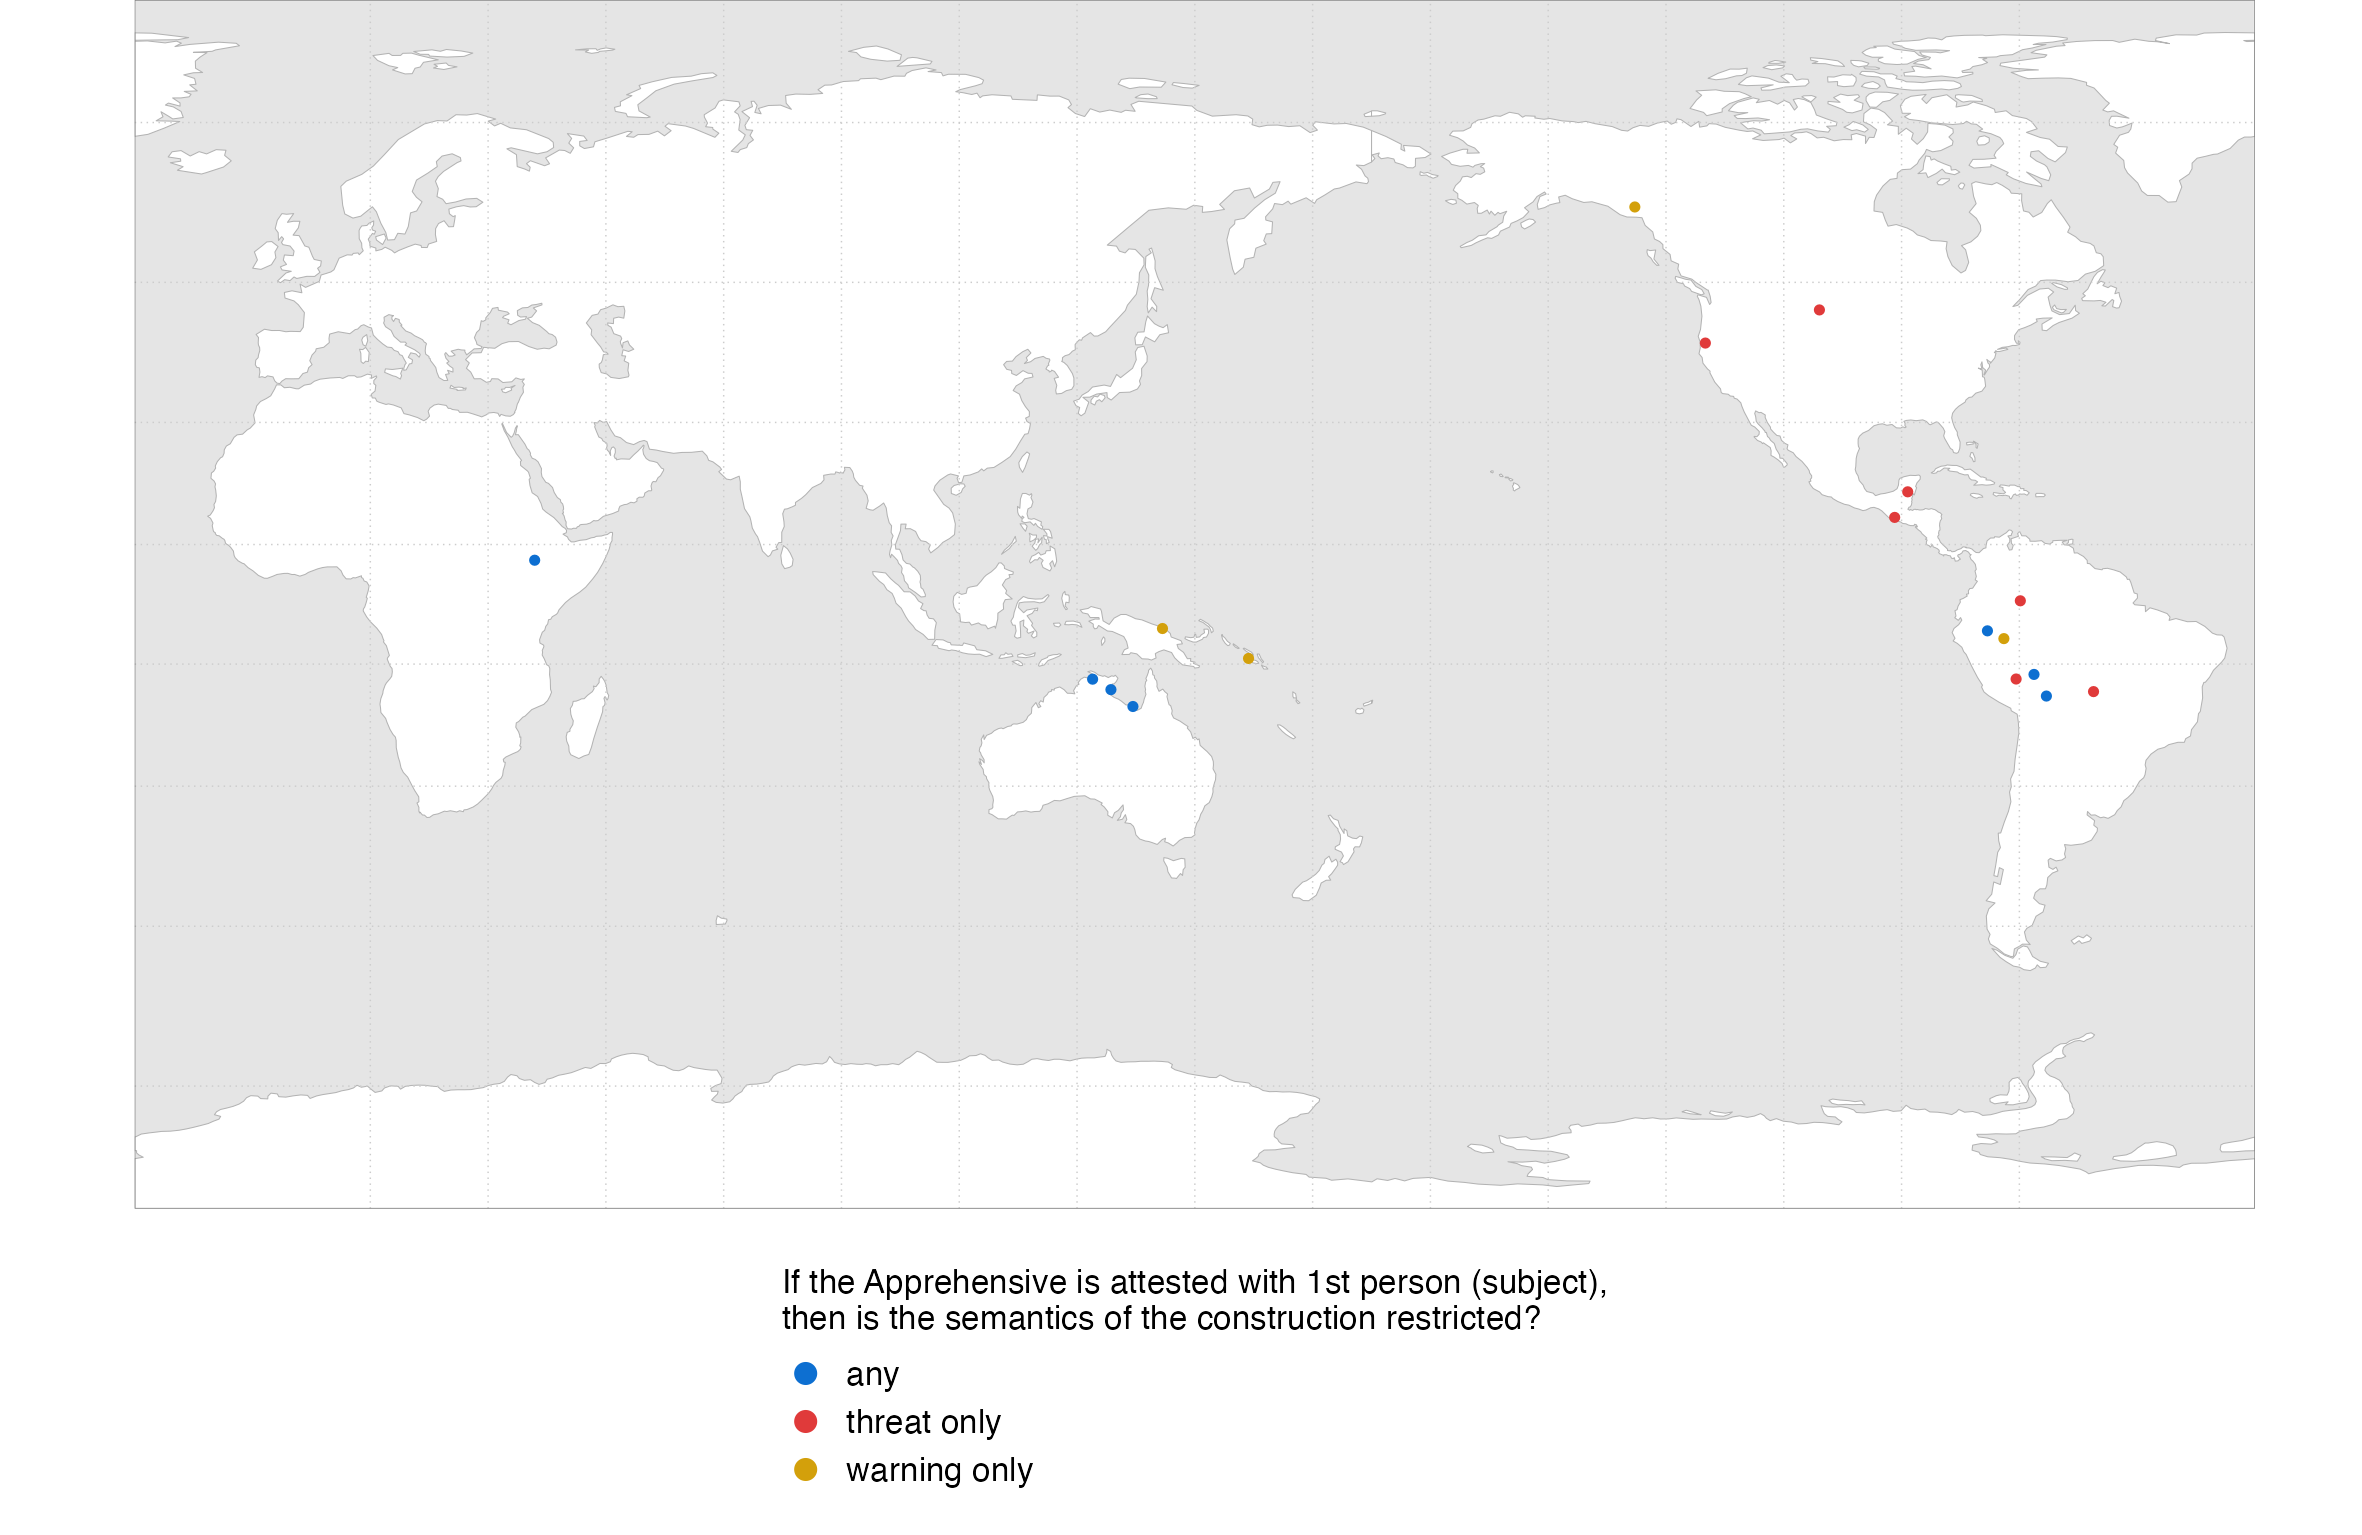 If the Apprehensive is attested with 1st person (subject),
then is the semantics of the construction restricted?
any
threat only
warning only